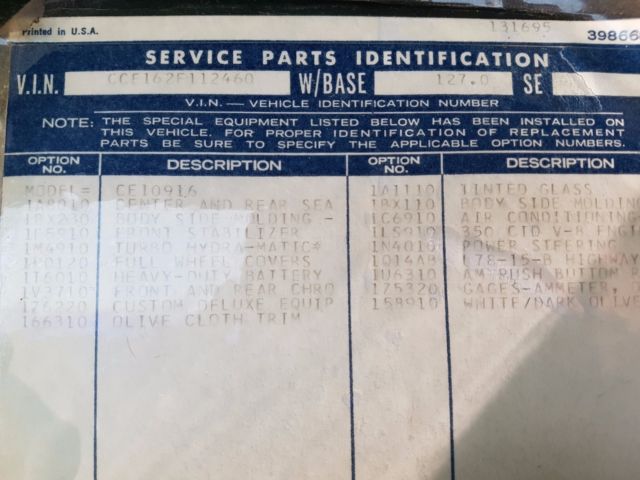 Printed in U.S.A. 131695 39866
SERVICE PARTS IDENTIFICATION
V.I.N. CCE162F112460 W/BASE 127.0 SE
V.I.N. — VEHICLE IDENTIFICATION NUMBER
NOTE: THE SPECIAL EQUIPMENT LISTED BELOW HAS BEEN INSTALLED ON
THIS VEHICLE. FOR PROPER IDENTIFICATION OF REPLACEMENT
PARTS BE SURE TO SPECIFY THE APPLICABLE OPTION NUMBERS.
OPTION NO. DESCRIPTION OPTION NO. DESCRIPTION
MODEL= CE10916 1A1110 TINTED GLASS
CENTER AND REAR SEA 1BX110 BODY SIDE MOLDING
BODY SIDE MOLDING - 1C6910 AIR CONDITIONING
1F5910 FRONT STABILIZER 1L5910 350 CID V-8 ENGI
1M4910 TURBO HYDRA-MATIC* 1N4010 POWER STEERING
1P0120 FULL WHEEL COVERS L78-15-B HIGHWAY
1T6010 HEAVY-DUTY BATTERY 1U6310 AM PUSH BUTTON R
1V3710 FRONT AND REAR CHRO 1Z5320 GAGES-AMMETER,
1Z6220 CUSTOM DELUXE EQUIP 158910 WHITE/DARK OLIVE
166310 OLIVE CLOTH TRIM